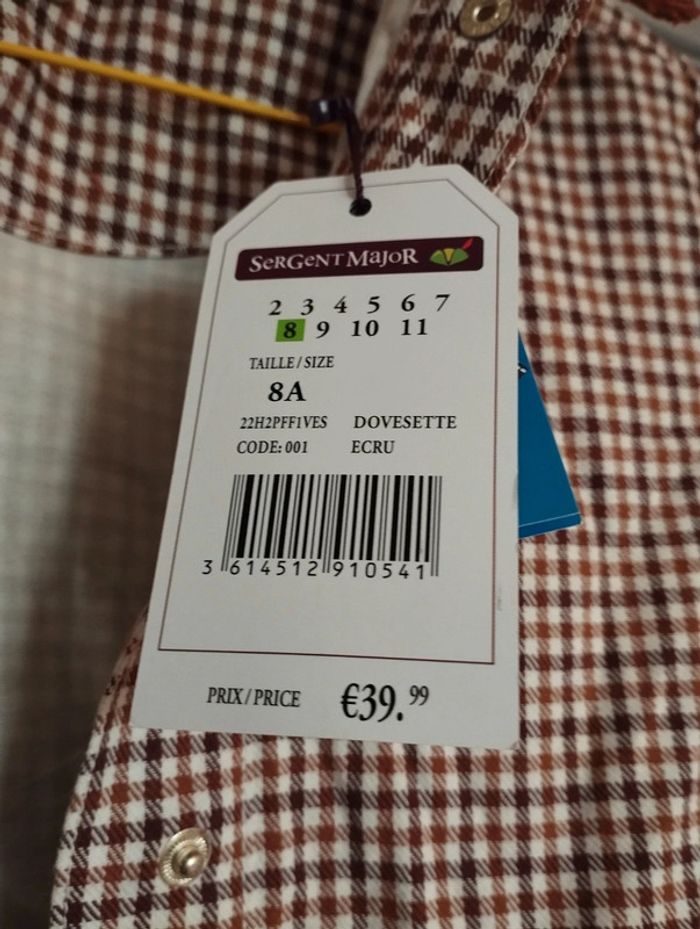 SeRGeNT MaJoR
2 3 4 5 6 7
8 9 10 11
TAILLE/SIZE
8A
22H2PFF1VES DOVESETTE
CODE: 001 ECRU
3 614512 910541
PRIX/PRICE €39.99